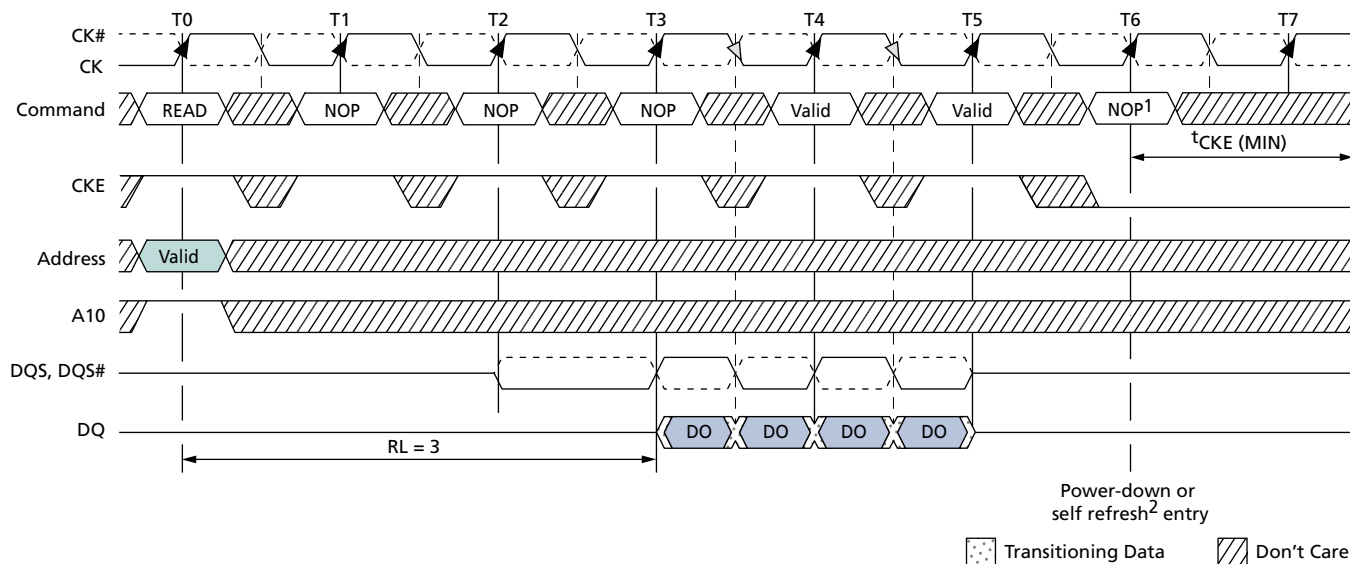 T0 T1 T2 T3 T4 T5 T6 T7
CK#
CK
Command READ NOP NOP NOP Valid Valid NOP1
tCKE (MIN)
CKE
Address Valid
A10
DQS, DQS#
DQ DO DO DO DO
RL = 3
Power-down or
self refresh2 entry
Transitioning Data Don't Care